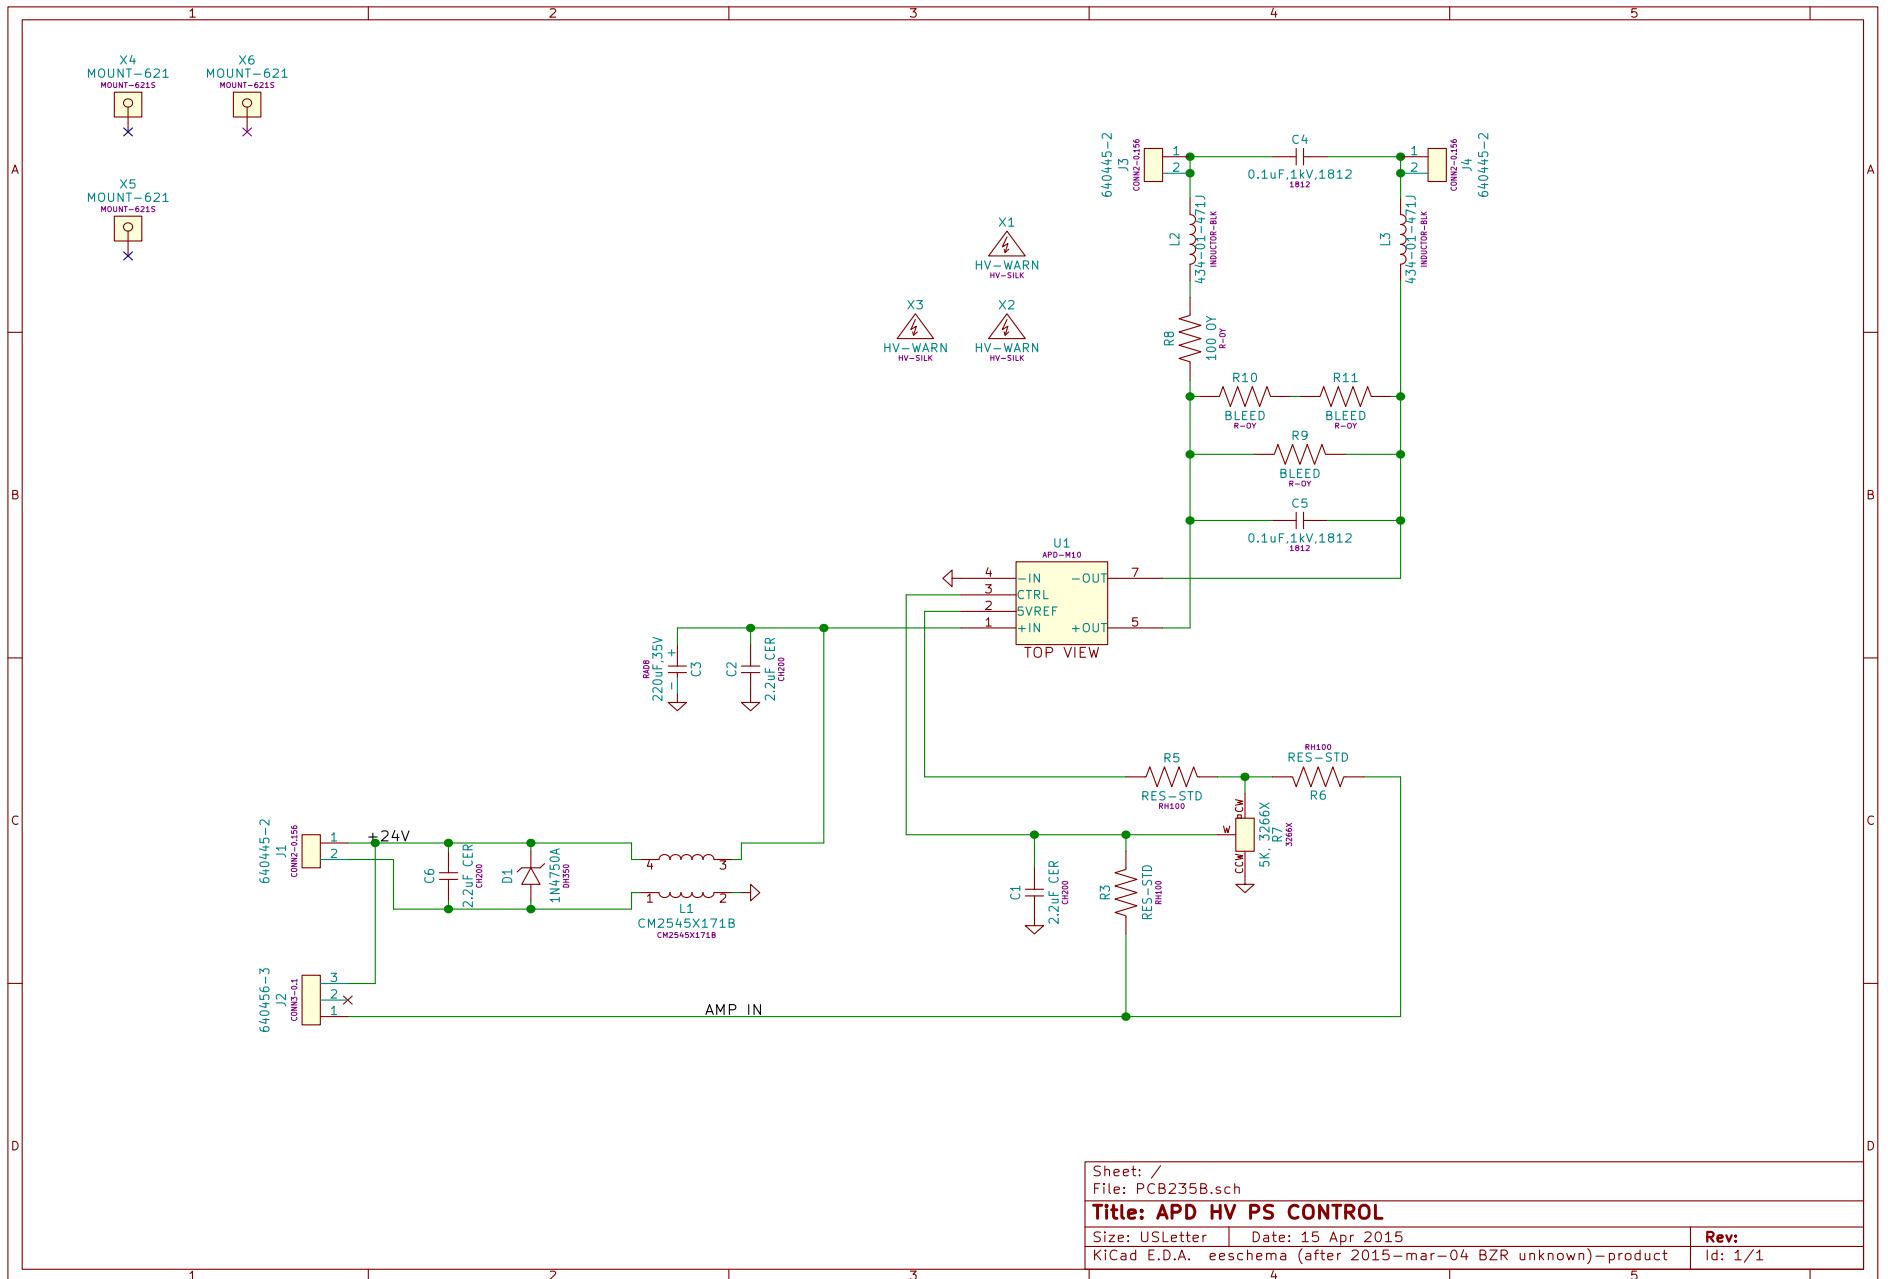 1 2 3 4 5
X4
MOUNT-621
MOUNT-621S
X6
MOUNT-621
MOUNT-621S
X5
MOUNT-621
MOUNT-621S
A
A
640445-2
J3
CONN2-0.156
1
2
C4
0.1uF,1kV,1812
1812
1
2
CONN2-0.156
J4
640445-2
L2
434-01-471J
INDUCTOR-BLK
L3
434-01-471J
INDUCTOR-BLK
X1
HV-WARN
HV-SILK
X3
HV-WARN
HV-SILK
X2
HV-WARN
HV-SILK
R8
100 OY
R-OY
R10
BLEED
R-OY
R11
BLEED
R-OY
R9
BLEED
R-OY
B
B
C5
0.1uF,1kV,1812
1812
U1
APD-M10
4 -IN -OUT 7
3 CTRL
2 5VREF
1 +IN +OUT 5
TOP VIEW
RAD8
220uF,35V
+
-
C3
C2
2.2uF CER
CH200
R5
RES-STD
RH100
RH100
RES-STD
R6
CW
W
CCW
5K, 3266X
R7
3266X
C
C
640445-2
J1
CONN2-0.156
1
2
+24V
C6
2.2uF CER
CH200
D1
1N4750A
DH350
4 3
1 2
L1
CM2545X171B
CM2545X171B
C1
2.2uF CER
CH200
R3
RES-STD
RH100
640456-3
J2
CONN3-0.1
3
2
1
AMP IN
D
D
Sheet: /
File: PCB235B.sch
Title: APD HV PS CONTROL
Size: USLetter Date: 15 Apr 2015 Rev:
KiCad E.D.A. eeschema (after 2015-mar-04 BZR unknown)-product Id: 1/1
1 2 3 4 5